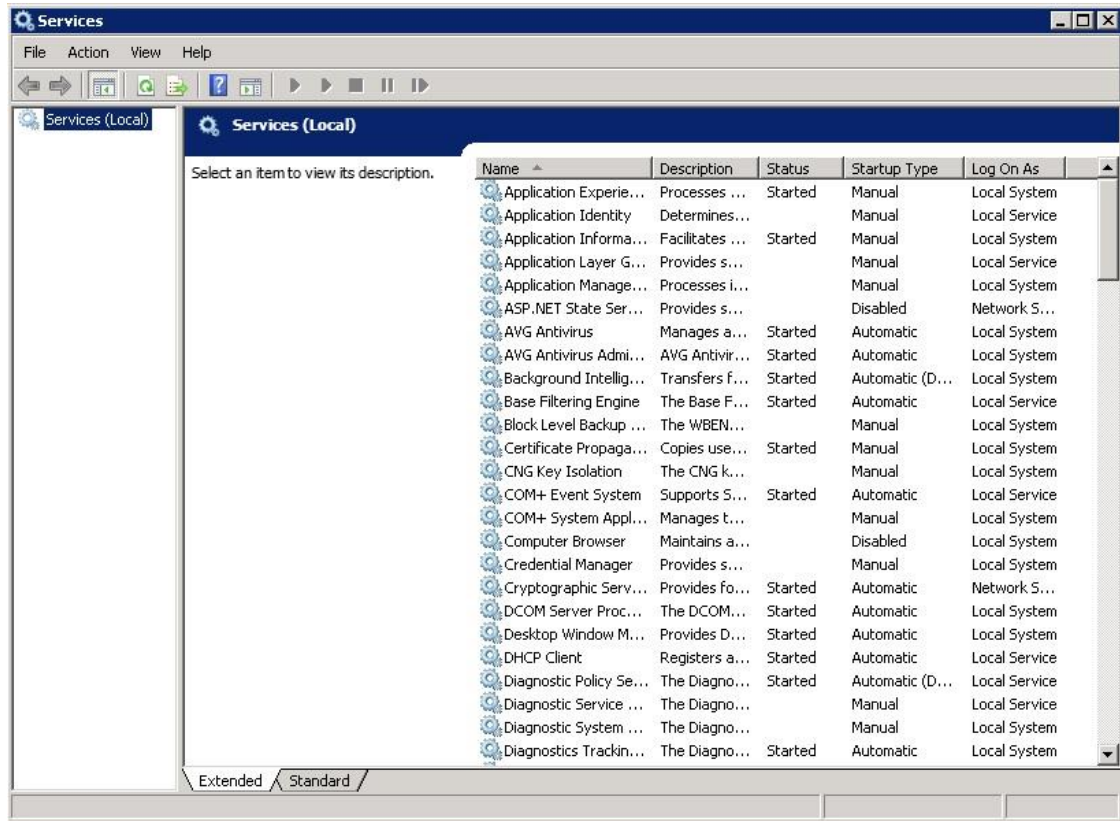 Services
File Action View Help
Services (Local)
Services (Local)
Select an item to view its description.
Name Description Status Startup Type Log On As
Application Experie... Processes ... Started Manual Local System
Application Identity Determines... Manual Local Service
Application Informa... Facilitates ... Started Manual Local System
Application Layer G... Provides s... Manual Local Service
Application Manage... Processes i... Manual Local System
ASP.NET State Ser... Provides s... Disabled Network S...
AVG Antivirus Manages a... Started Automatic Local System
AVG Antivirus Admi... AVG Antivir... Started Automatic Local System
Background Intellig... Transfers f... Started Automatic (D... Local System
Base Filtering Engine The Base F... Started Automatic Local Service
Block Level Backup ... The WBEN... Manual Local System
Certificate Propaga... Copies use... Started Manual Local System
CNG Key Isolation The CNG k... Manual Local System
COM+ Event System Supports S... Started Automatic Local Service
COM+ System Appl... Manages t... Manual Local System
Computer Browser Maintains a... Disabled Local System
Credential Manager Provides s... Manual Local System
Cryptographic Serv... Provides fo... Started Automatic Network S...
DCOM Server Proc... The DCOM... Started Automatic Local System
Desktop Window M... Provides D... Started Automatic Local System
DHCP Client Registers a... Started Automatic Local Service
Diagnostic Policy Se... The Diagno... Started Automatic (D... Local Service
Diagnostic Service ... The Diagno... Manual Local Service
Diagnostic System ... The Diagno... Manual Local System
Diagnostics Trackin... The Diagno... Started Automatic Local System
Extended Standard